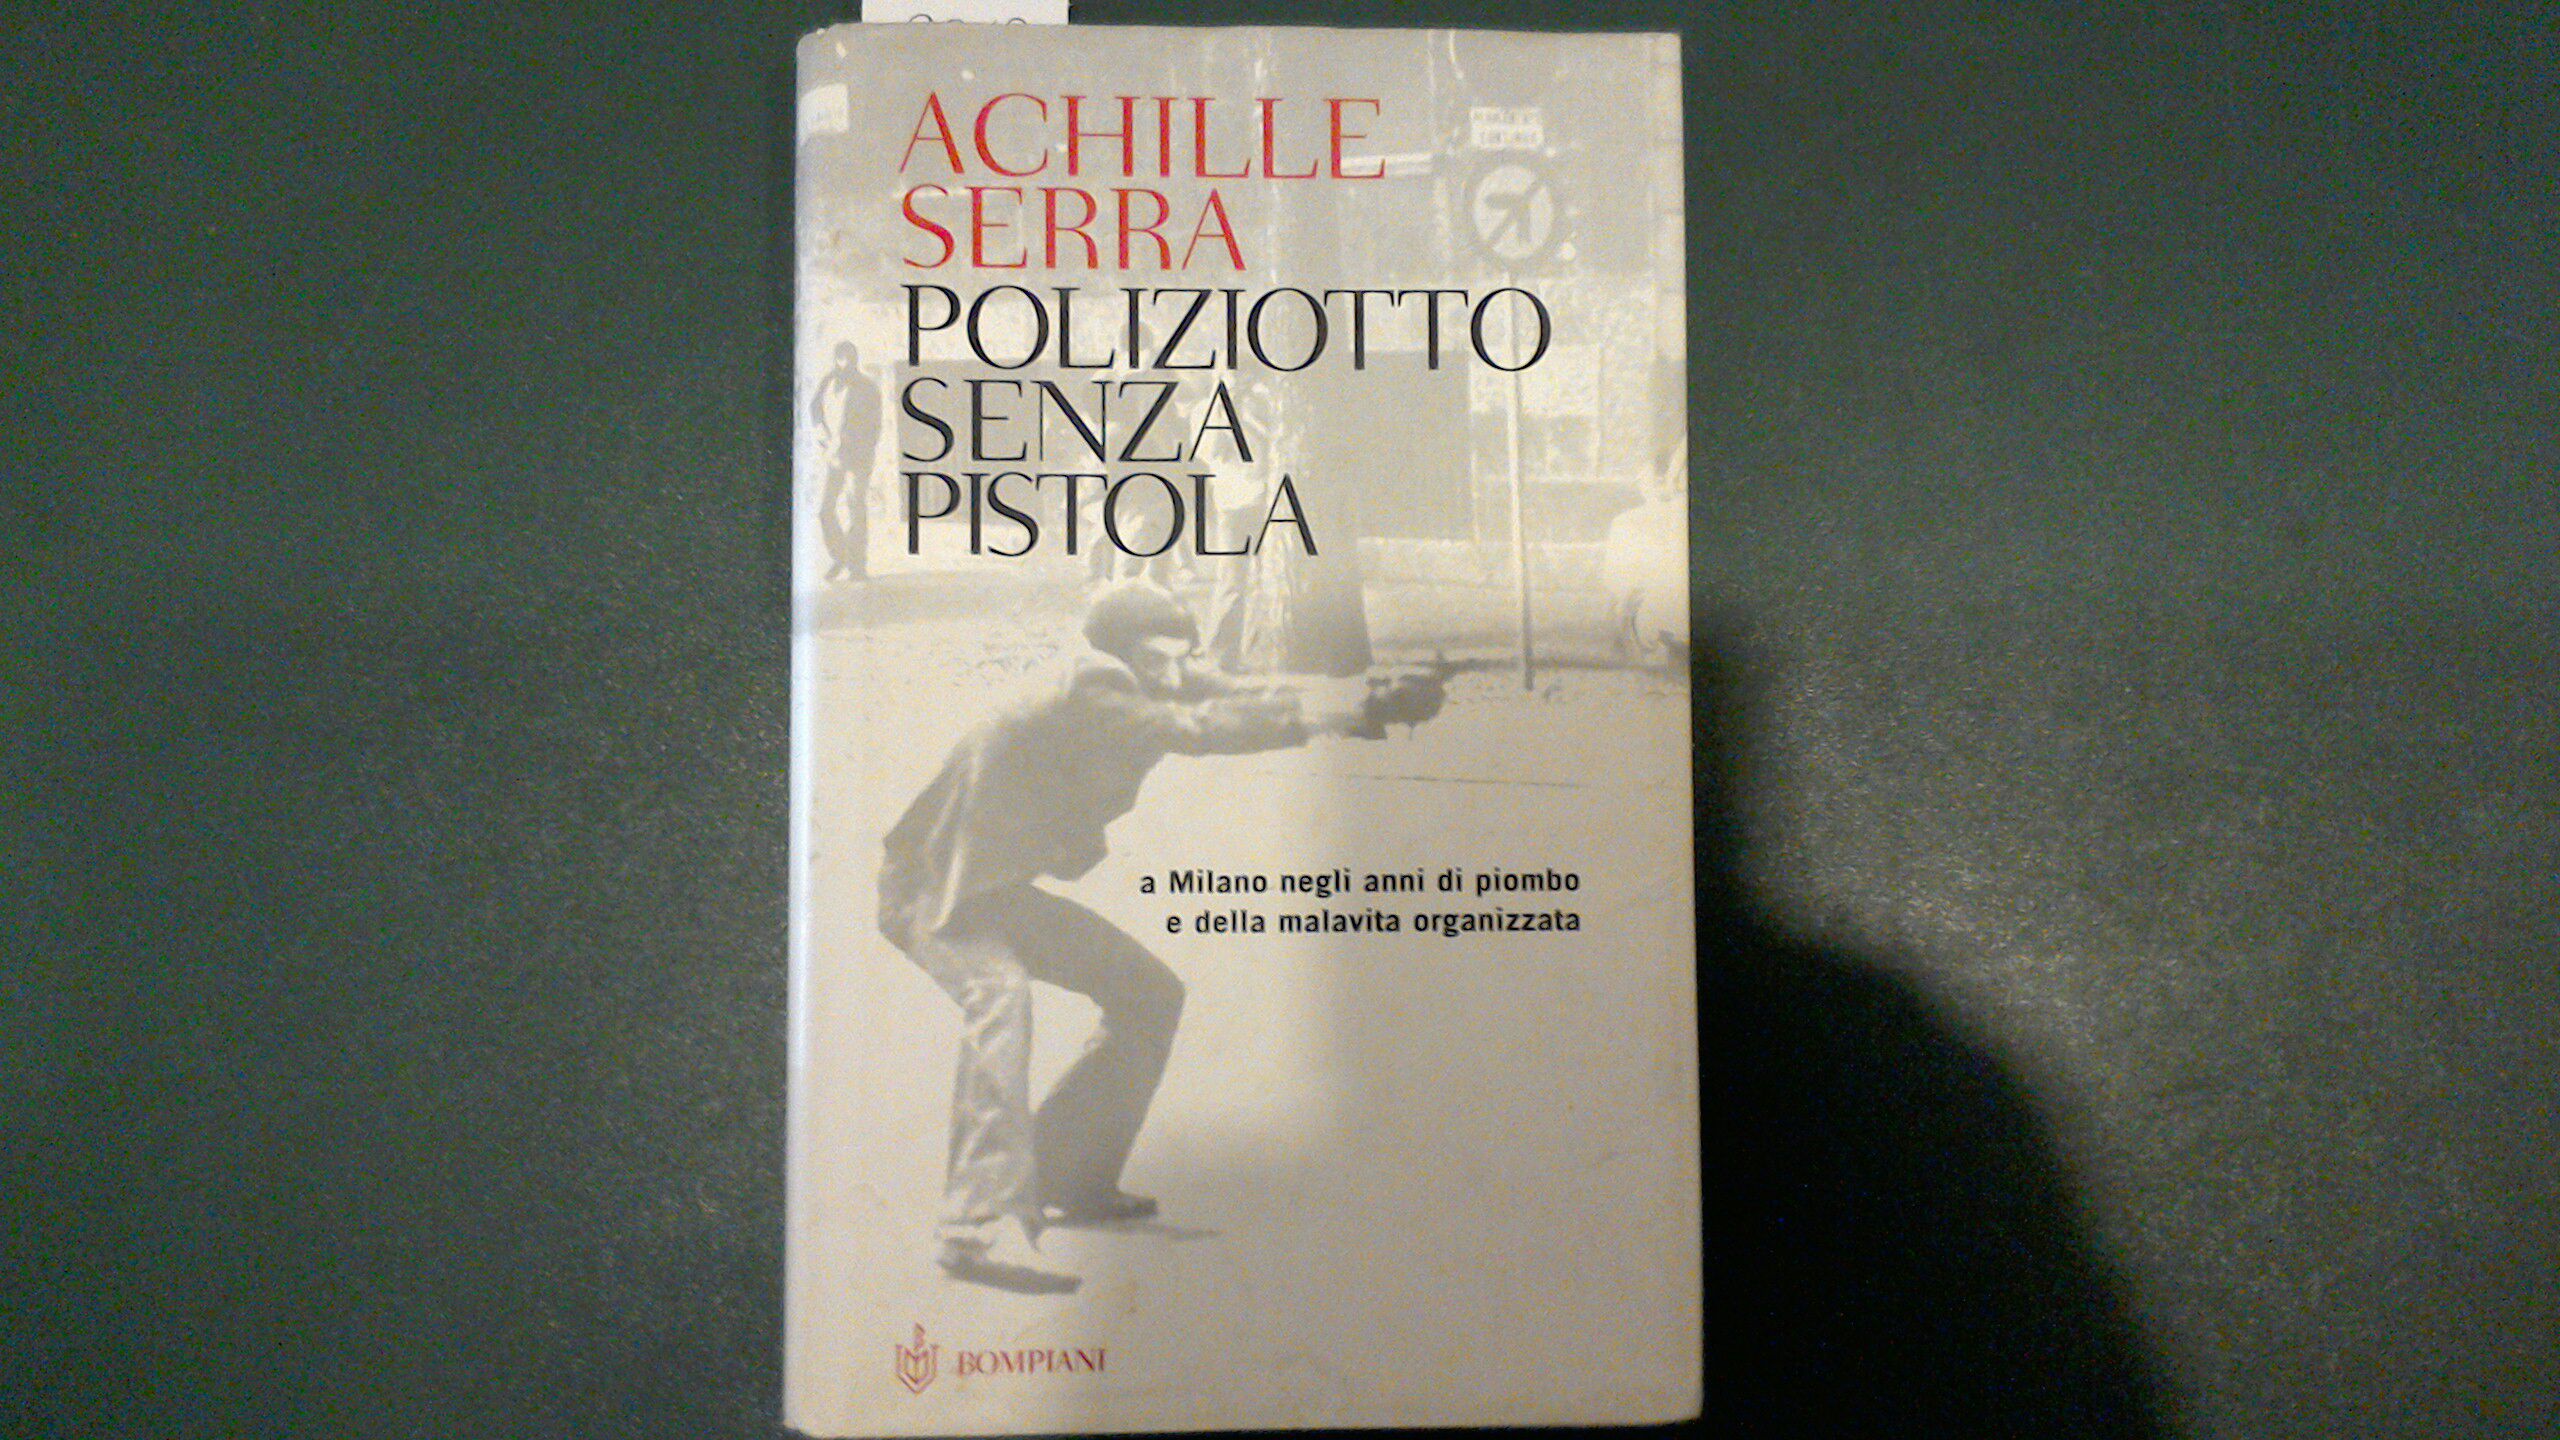 ACHILLE
SERRA
POLIZIOTTO
SENZA
PISTOLA
a Milano negli anni di piombo
e della malavita organizzata
BOMPIANI